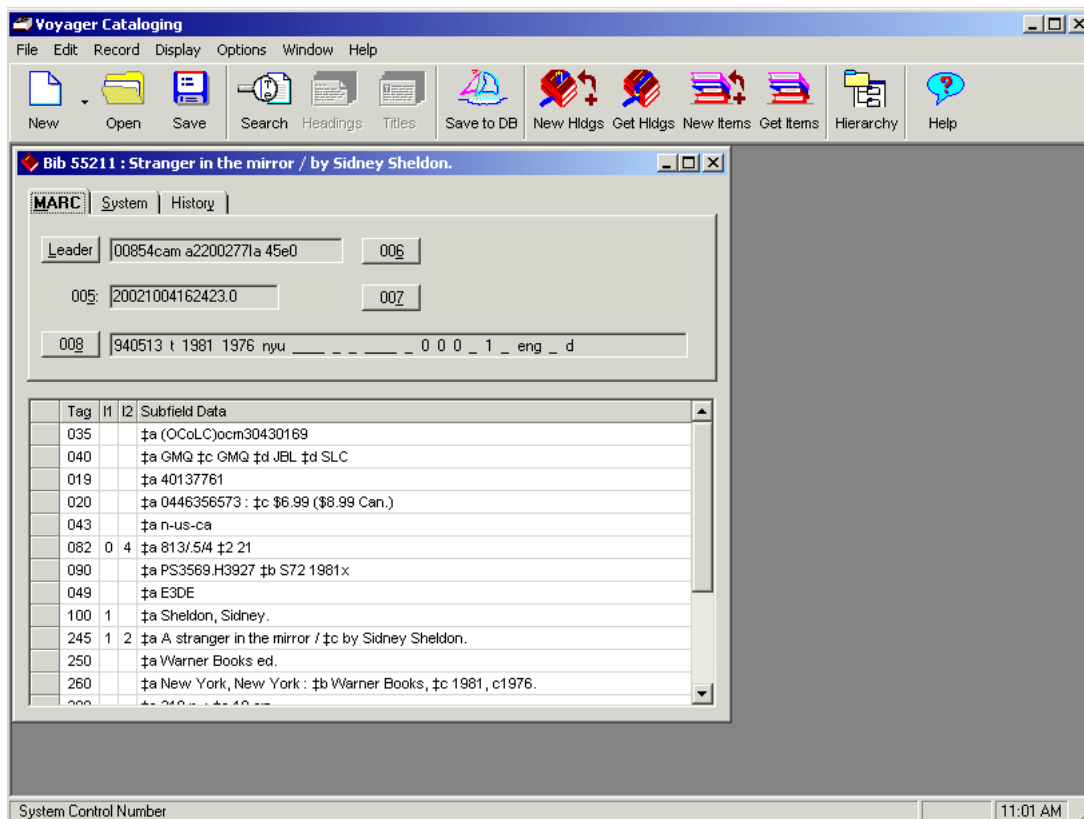 Voyager Cataloging
File Edit Record Display Options Window Help
New Open Save Search Headings Titles Save to DB New Hldgs Get Hldgs New Items Get Items Hierarchy Help
Bib 55211 : Stranger in the mirror / by Sidney Sheldon.
MARC System History
Leader 00854cam a2200277Ia 45e0 006
005: 20021004162423.0 007
008 940513 t 1981 1976 nyu ____ _ _ ____ _ 0 0 0 _ 1 _ eng _ d
Tag I1 I2 Subfield Data
035 ‡a (OCoLC)ocm30430169
040 ‡a GMQ ‡c GMQ ‡d JBL ‡d SLC
019 ‡a 40137761
020 ‡a 0446356573 : ‡c $6.99 ($8.99 Can.)
043 ‡a n-us-ca
082 0 4 ‡a 813/.5/4 ‡2 21
090 ‡a PS3569.H3927 ‡b S72 1981x
049 ‡a E3DE
100 1 ‡a Sheldon, Sidney.
245 1 2 ‡a A stranger in the mirror / ‡c by Sidney Sheldon.
250 ‡a Warner Books ed.
260 ‡a New York, New York : ‡b Warner Books, ‡c 1981, c1976.
System Control Number 11:01 AM